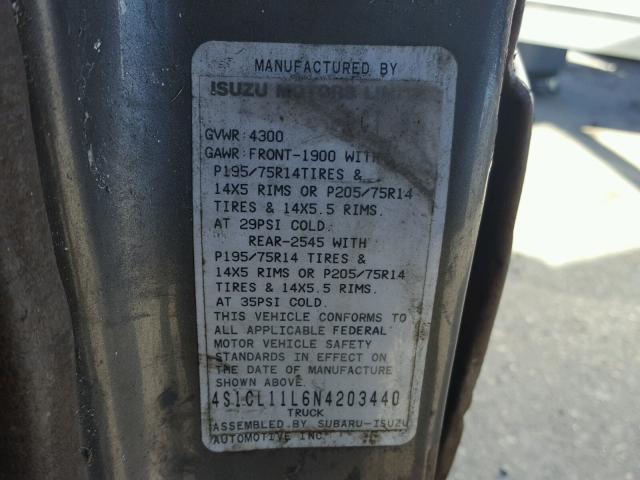 MANUFACTURED BY
ISUZU MOTORS
GVWR:4300
GAWR:FRONT-1900 WITH
P195/75R14TIRES &
14X5 RIMS OR P205/75R14
TIRES & 14X5.5 RIMS.
AT 29PSI COLD.
REAR-2545 WITH
P195/75R14 TIRES &
14X5 RIMS OR P205/75R14
TIRES & 14X5.5 RIMS.
AT 35PSI COLD.
THIS VEHICLE CONFORMS TO
ALL APPLICABLE FEDERAL
MOTOR VEHICLE SAFETY
STANDARDS IN EFFECT ON
THE DATE OF MANUFACTURE
SHOWN ABOVE.
4S1CL11L6N4203440
TRUCK
ASSEMBLED BY SUBARU-ISUZU
AUTOMOTIVE INC.